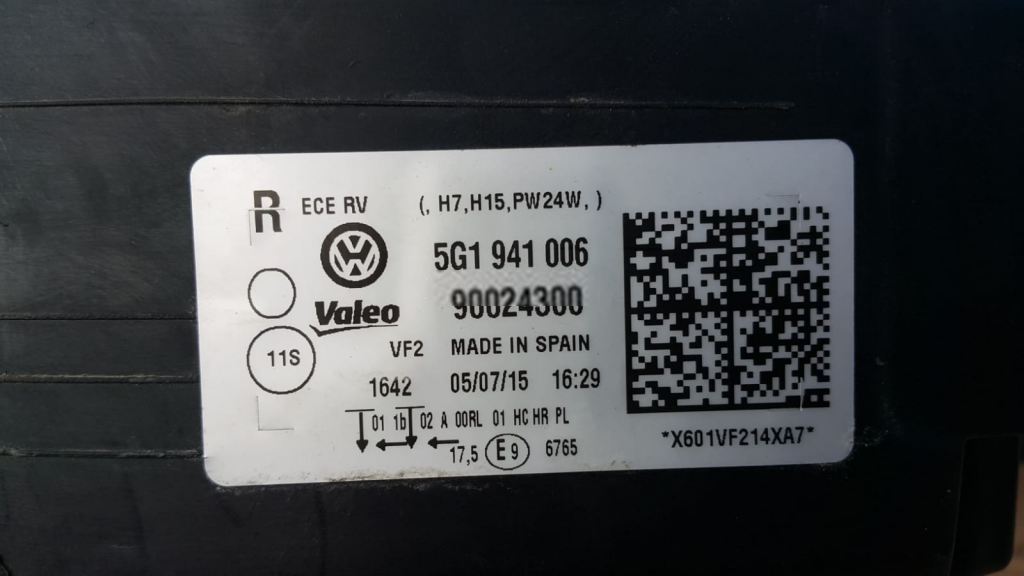 R ECE RV (, H7,H15,PW24W, )
5G1 941 006
Valeo 90024300
11S VF2 MADE IN SPAIN
1642 05/07/15 16:29
01 1b 02 A 00RL 01 HC HR PL
17,5 E9 6765
*X601VF214XA7*